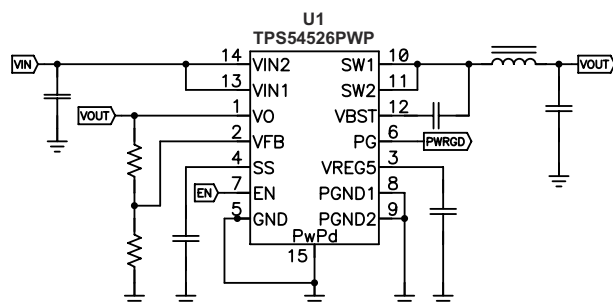 U1
TPS54526PWP
VIN
14
VIN2
SW1
10
VOUT
13
VIN1
SW2
11
VOUT
1
VO
VBST
12
2
VFB
PG
6
PWRGD
4
SS
VREG5
3
EN
7
EN
PGND1
8
5
GND
PGND2
9
PwPd
15